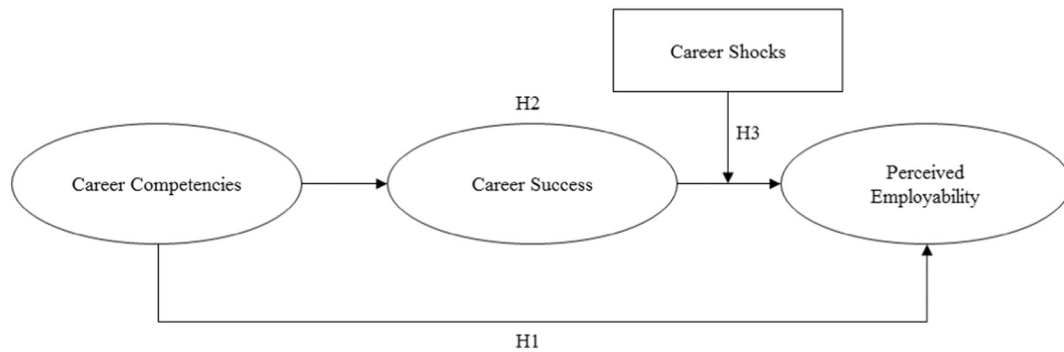 Career Shocks
H2
H3
Career Competencies
Career Success
Perceived
Employability
H1